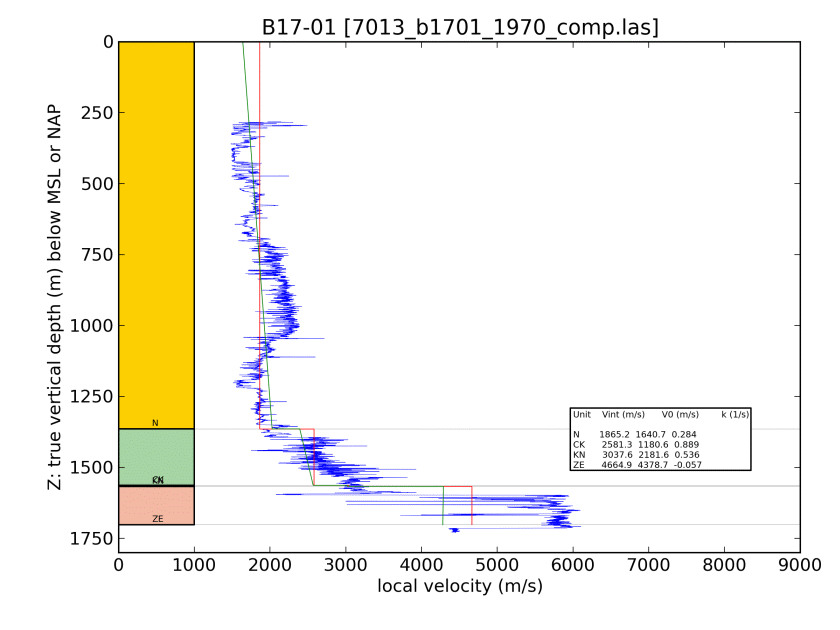 B17-01 [7013_b1701_1970_comp.las]
Z: true vertical depth (m) below MSL or NAP
0
250
500
750
1000
1250
1500
1750
N
CK
KN
ZE
Unit Vint (m/s) V0 (m/s) k (1/s)
N 1865.2 1640.7 0.284
CK 2581.3 1180.6 0.889
KN 3037.6 2181.6 0.536
ZE 4664.9 4378.7 -0.057
0 1000 2000 3000 4000 5000 6000 7000 8000 9000
local velocity (m/s)